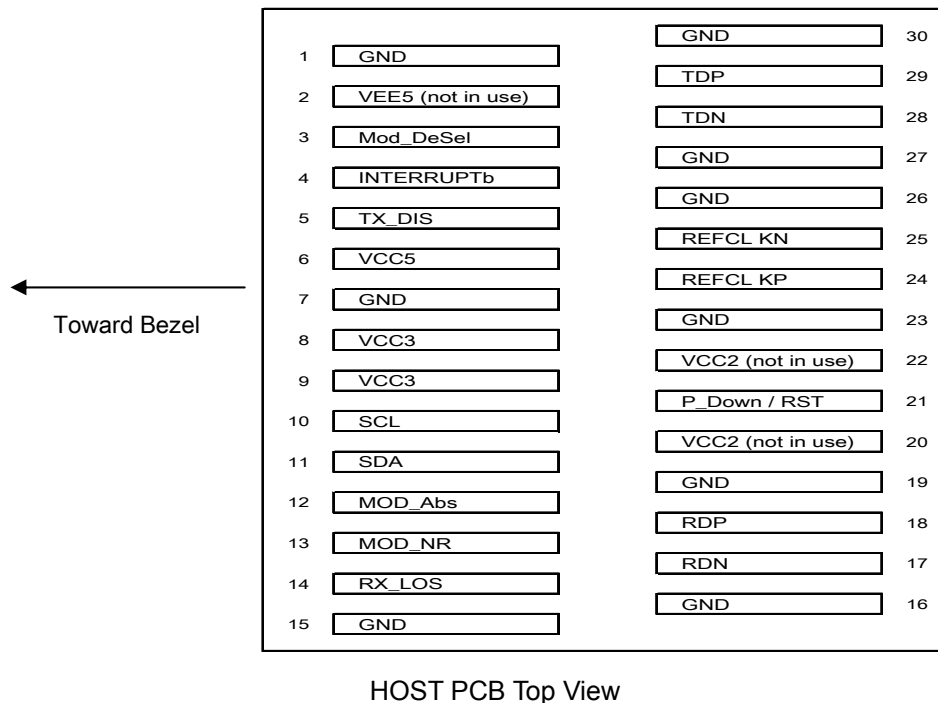 1 GND
2 VEE5 (not in use)
3 Mod_DeSel
4 INTERRUPTb
5 TX_DIS
6 VCC5
7 GND
8 VCC3
9 VCC3
10 SCL
11 SDA
12 MOD_Abs
13 MOD_NR
14 RX_LOS
15 GND
GND 30
TDP 29
TDN 28
GND 27
GND 26
REFCL KN 25
REFCL KP 24
GND 23
VCC2 (not in use) 22
P_Down / RST 21
VCC2 (not in use) 20
GND 19
RDP 18
RDN 17
GND 16
Toward Bezel
HOST PCB Top View